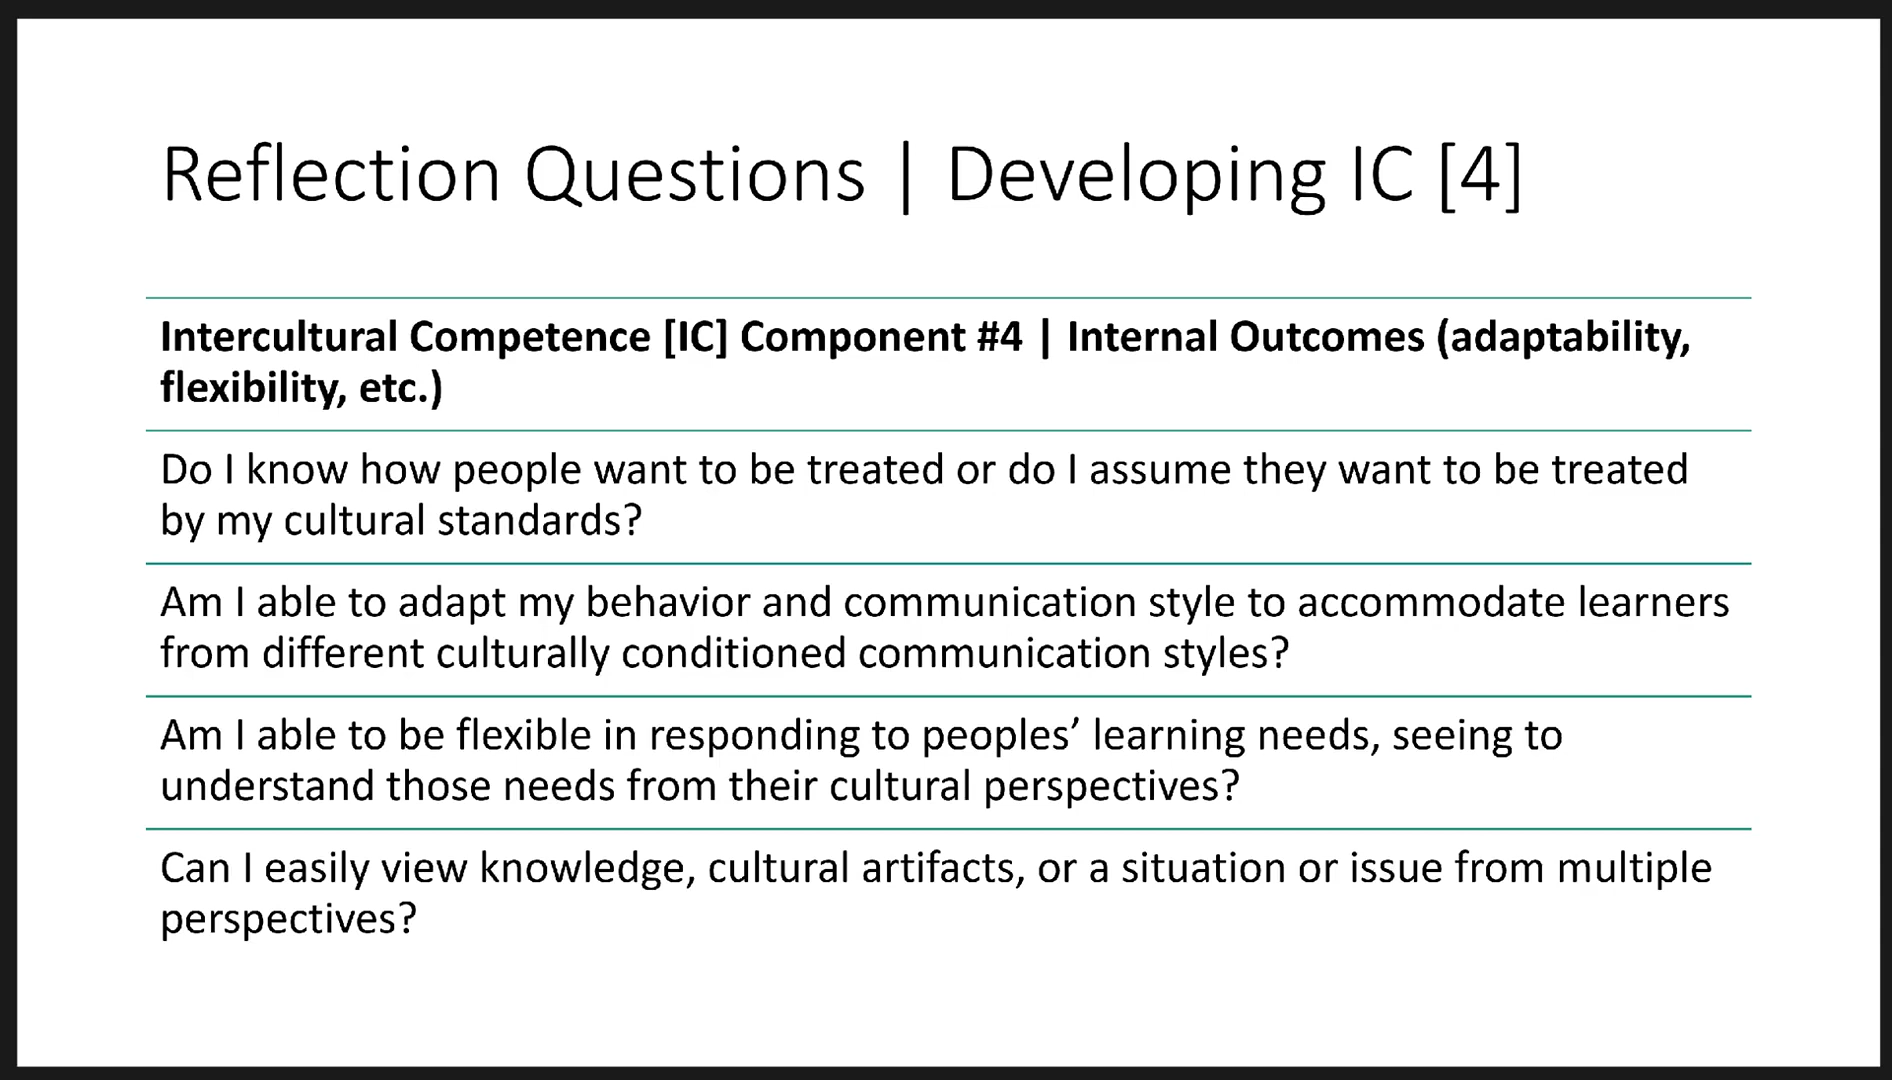 Reflection Questions | Developing IC [4]
Intercultural Competence [IC] Component #4 | Internal Outcomes (adaptability,
flexibility, etc.)
Do I know how people want to be treated or do I assume they want to be treated
by my cultural standards?
Am I able to adapt my behavior and communication style to accommodate learners
from different culturally conditioned communication styles?
Am I able to be flexible in responding to peoples’ learning needs, seeing to
understand those needs from their cultural perspectives?
Can I easily view knowledge, cultural artifacts, or a situation or issue from multiple
perspectives?